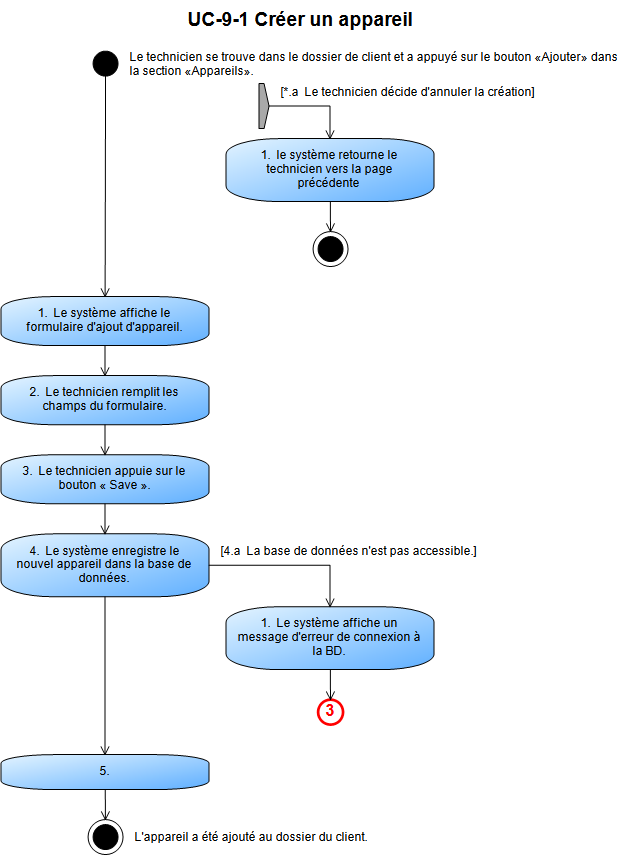 UC-9-1 Créer un appareil
Le technicien se trouve dans le dossier de client et a appuyé sur le bouton «Ajouter» dans
la section «Appareils».
[*.a  Le technicien décide d'annuler la création]
1.  le système retourne le
technicien vers la page
précédente
1.  Le système affiche le
formulaire d'ajout d'appareil.
2.  Le technicien remplit les
champs du formulaire.
3.  Le technicien appuie sur le
bouton « Save ».
4.  Le système enregistre le
nouvel appareil dans la base de
données.
[4.a  La base de données n'est pas accessible.]
1.  Le système affiche un
message d'erreur de connexion à
la BD.
3
5.
L'appareil a été ajouté au dossier du client.